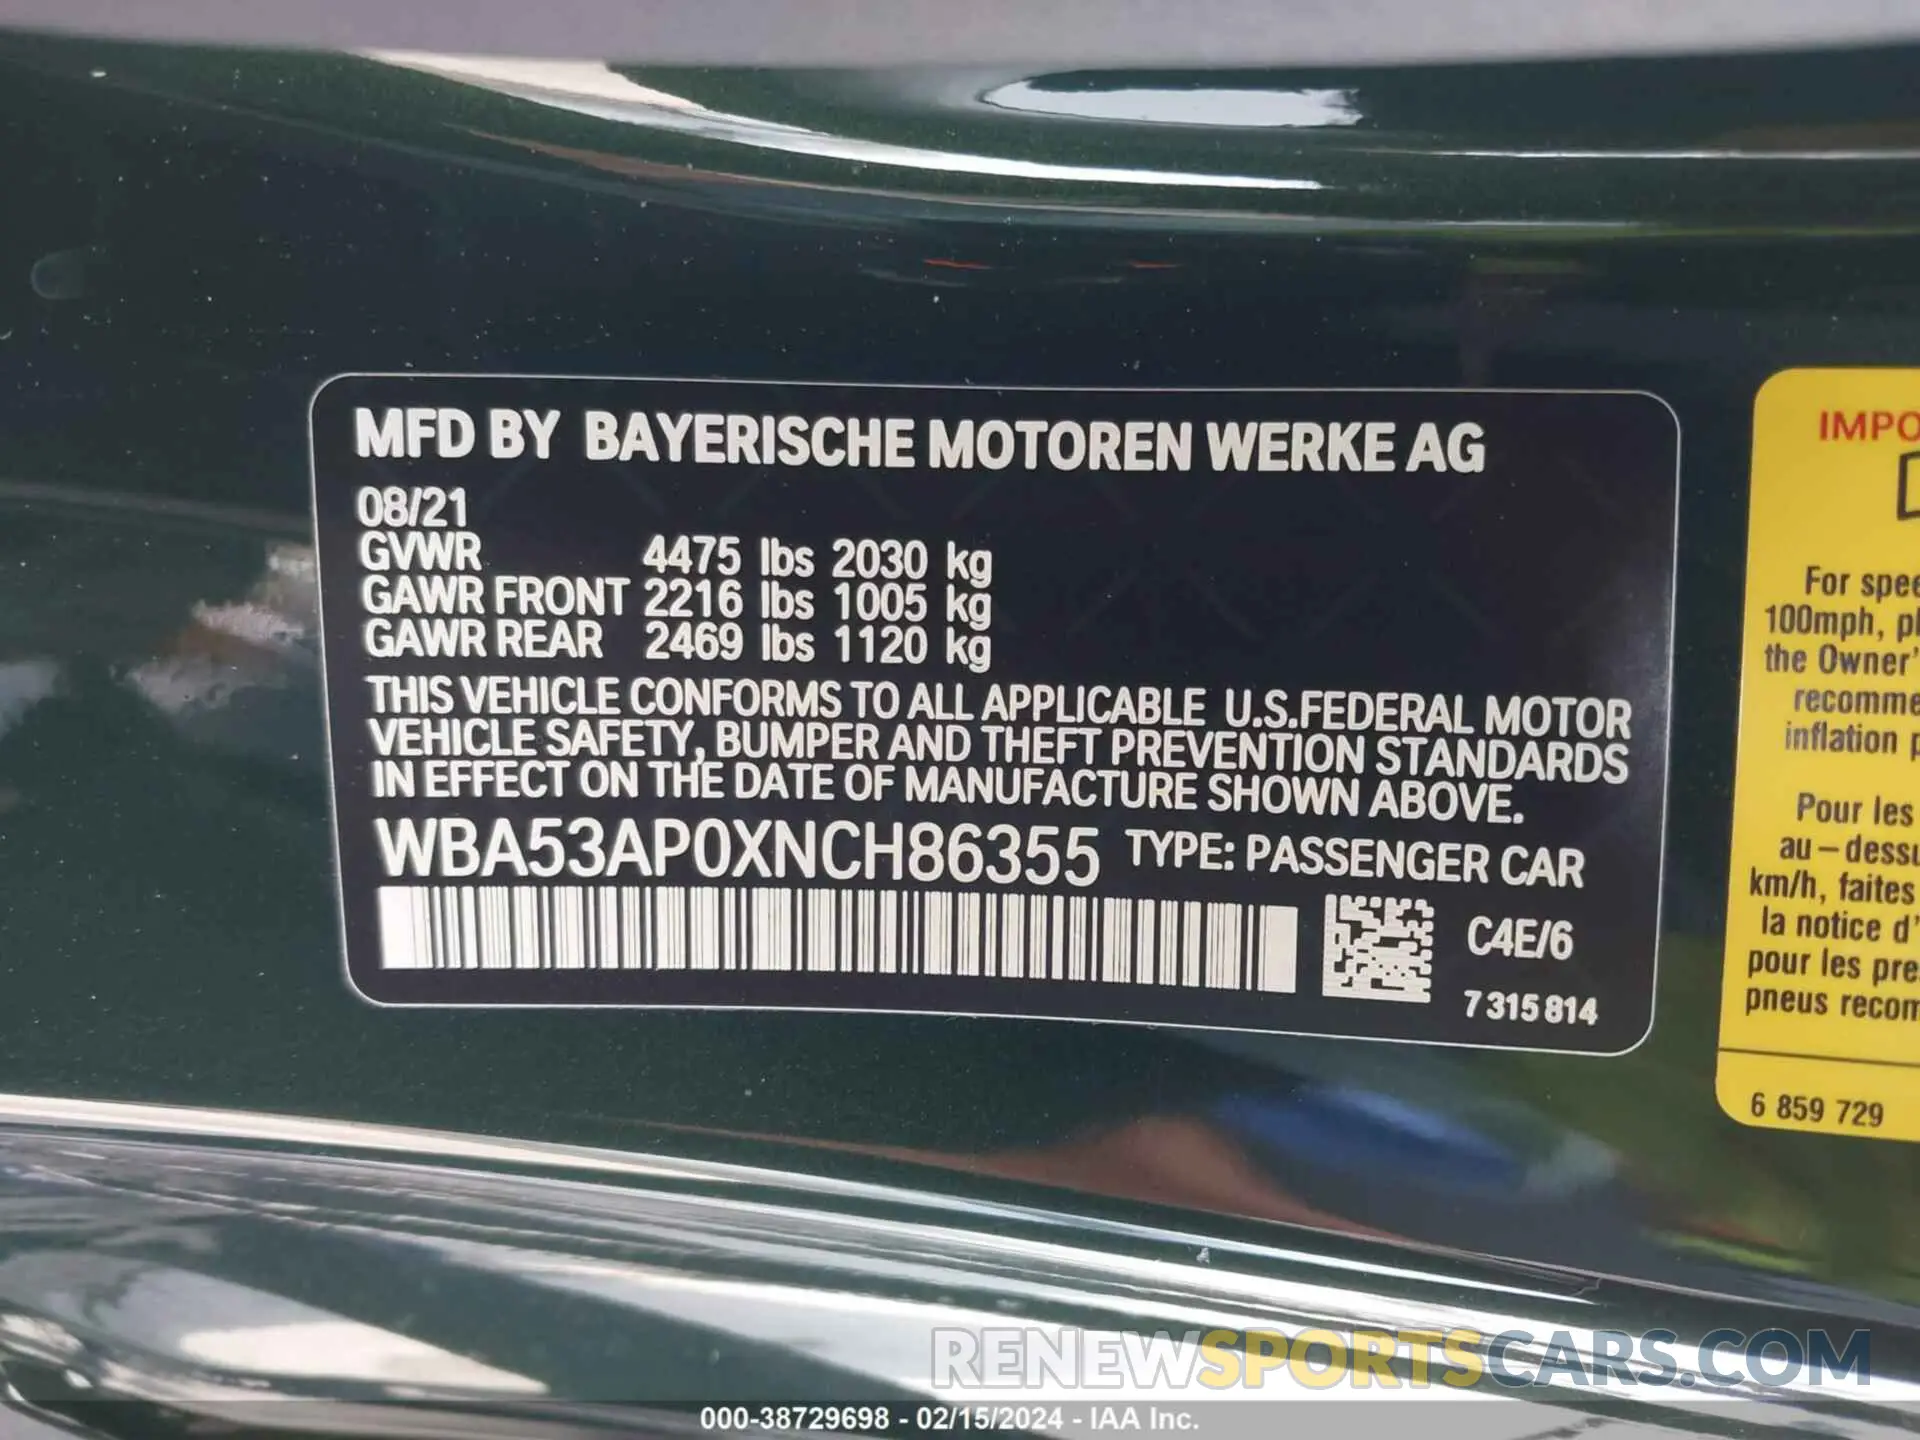 MFD BY BAYERISCHE MOTOREN WERKE AG
08/21
GVWR 4475 lbs 2030 kg
GAWR FRONT 2216 lbs 1005 kg
GAWR REAR 2469 lbs 1120 kg
THIS VEHICLE CONFORMS TO ALL APPLICABLE U.S.FEDERAL MOTOR
VEHICLE SAFETY, BUMPER AND THEFT PREVENTION STANDARDS
IN EFFECT ON THE DATE OF MANUFACTURE SHOWN ABOVE.
WBA53AP0XNCH86355 TYPE: PASSENGER CAR
C4E/6
7 315 814
IMPO
For spee
100mph, pl
the Owner'
recomme
inflation p
Pour les
au-dessu
km/h, faites
la notice d'
pour les pre
pneus recom
6 859 729
RENEWSPORTSCARS.COM
000-38729698 - 02/15/2024 - IAA Inc.